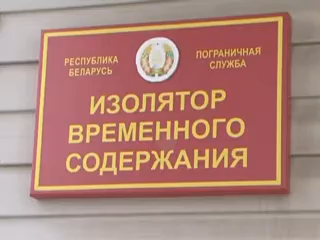 РЕСПУБЛИКА БЕЛАРУСЬ
ПОГРАНИЧНАЯ СЛУЖБА
ИЗОЛЯТОР
ВРЕМЕННОГО
СОДЕРЖАНИЯ